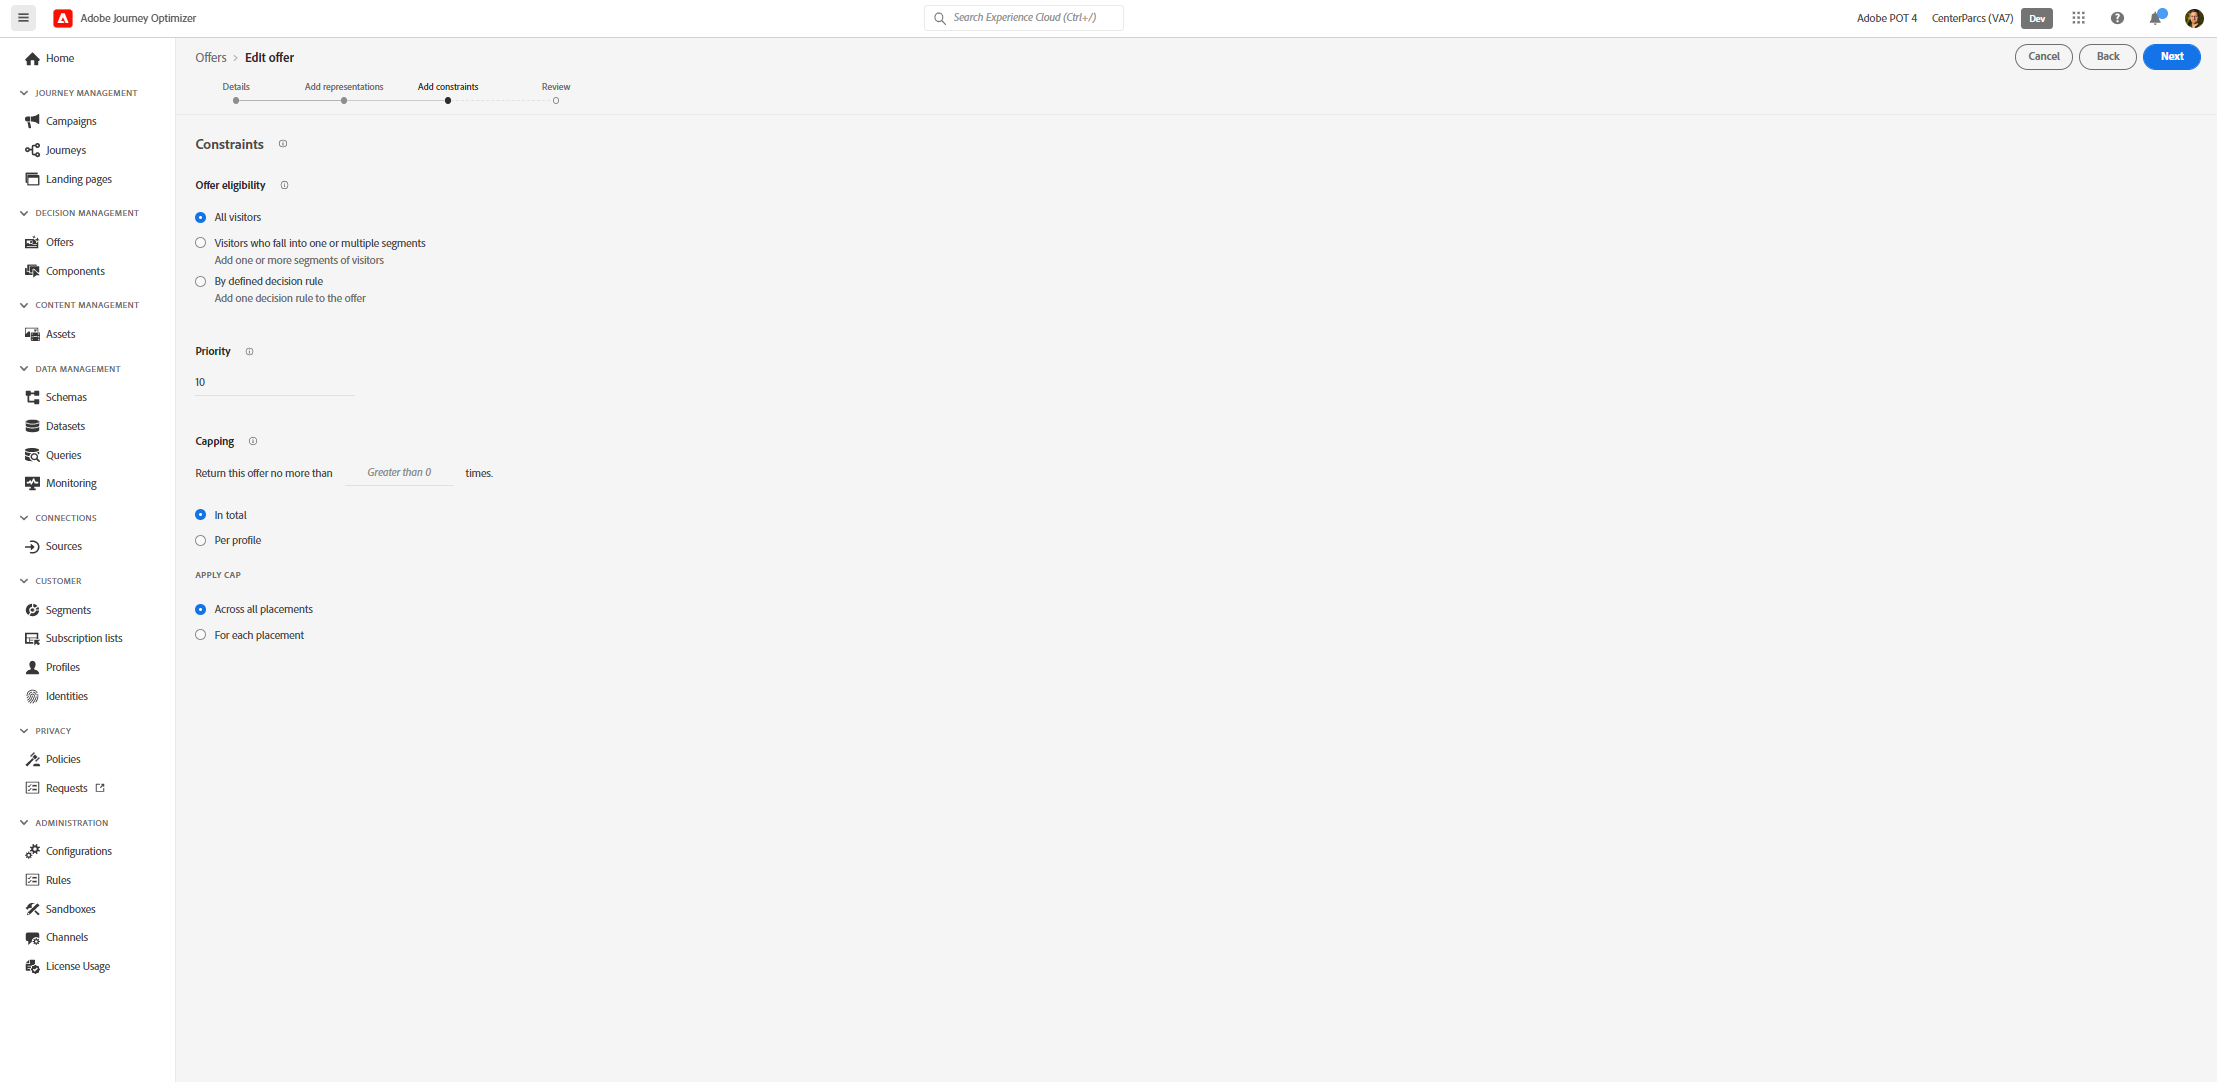 Adobe Journey Optimizer
Search Experience Cloud (Ctrl+/)
Adobe POT 4
CenterParcs (VA7)
Dev
Home
JOURNEY MANAGEMENT
Campaigns
Journeys
Landing pages
DECISION MANAGEMENT
Offers
Components
CONTENT MANAGEMENT
Assets
DATA MANAGEMENT
Schemas
Datasets
Queries
Monitoring
CONNECTIONS
Sources
CUSTOMER
Segments
Subscription lists
Profiles
Identities
PRIVACY
Policies
Requests
ADMINISTRATION
Configurations
Rules
Sandboxes
Channels
License Usage
Offers > Edit offer
Cancel
Back
Next
Details
Add representations
Add constraints
Review
Constraints
Offer eligibility
All visitors
Visitors who fall into one or multiple segments
Add one or more segments of visitors
By defined decision rule
Add one decision rule to the offer
Priority
10
Capping
Return this offer no more than Greater than 0 times.
In total
Per profile
APPLY CAP
Across all placements
For each placement